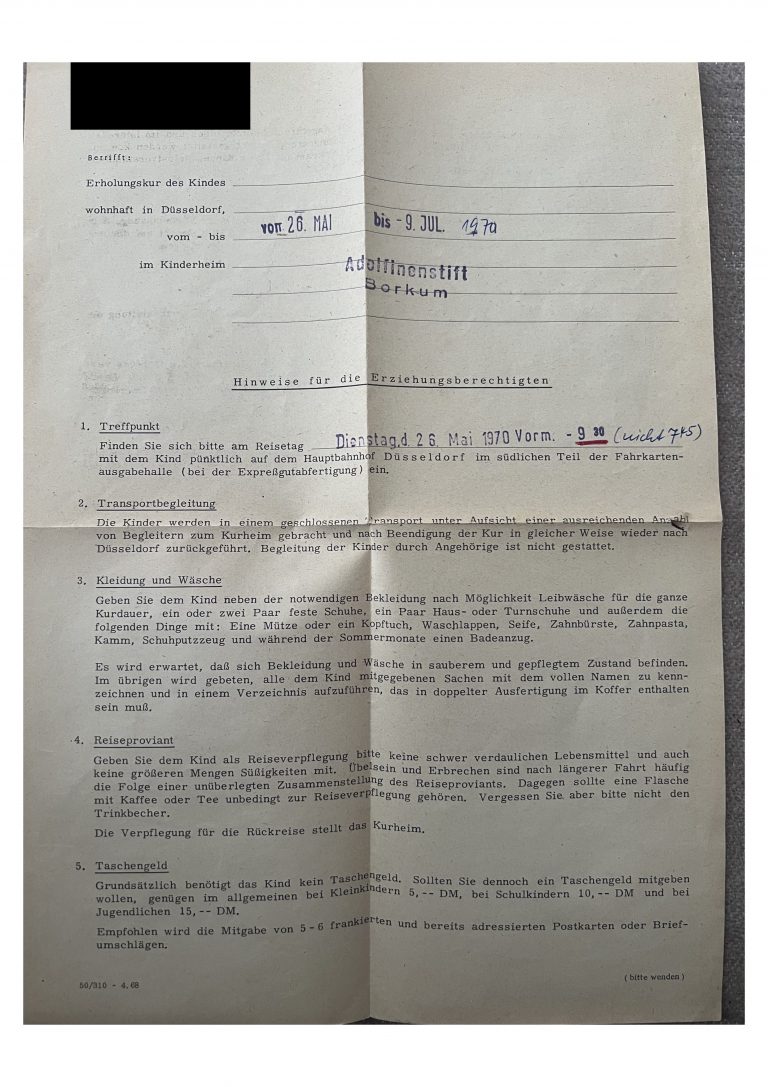 Betrifft:
Erholungskur des Kindes
wohnhaft in Düsseldorf,
vom - bis von 26. MAI bis - 9. JUL. 1970
im Kinderheim Adolfinenstift
Borkum
Hinweise für die Erziehungsberechtigten
1. Treffpunkt
Finden Sie sich bitte am Reisetag Dienstag,d. 26. Mai 1970 Vorm. - 9 30 (nicht 7 45)
mit dem Kind pünktlich auf dem Hauptbahnhof Düsseldorf im südlichen Teil der Fahrkarten-
ausgabehalle (bei der Expreßgutabfertigung) ein.
2. Transportbegleitung
Die Kinder werden in einem geschlossenen Transport unter Aufsicht einer ausreichenden Anzahl
von Begleitern zum Kurheim gebracht und nach Beendigung der Kur in gleicher Weise wieder nach
Düsseldorf zurückgeführt. Begleitung der Kinder durch Angehörige ist nicht gestattet.
3. Kleidung und Wäsche
Geben Sie dem Kind neben der notwendigen Bekleidung nach Möglichkeit Leibwäsche für die ganze
Kurdauer, ein oder zwei Paar feste Schuhe, ein Paar Haus- oder Turnschuhe und außerdem die
folgenden Dinge mit: Eine Mütze oder ein Kopftuch, Waschlappen, Seife, Zahnbürste, Zahnpasta,
Kamm, Schuhputzzeug und während der Sommermonate einen Badeanzug.
Es wird erwartet, daß sich Bekleidung und Wäsche in sauberem und gepflegtem Zustand befinden.
Im übrigen wird gebeten, alle dem Kind mitgegebenen Sachen mit dem vollen Namen zu kenn-
zeichnen und in einem Verzeichnis aufzuführen, das in doppelter Ausfertigung im Koffer enthalten
sein muß.
4. Reiseproviant
Geben Sie dem Kind als Reiseverpflegung bitte keine schwer verdaulichen Lebensmittel und auch
keine größeren Mengen Süßigkeiten mit. Übelsein und Erbrechen sind nach längerer Fahrt häufig
die Folge einer unüberlegten Zusammenstellung des Reiseproviants. Dagegen sollte eine Flasche
mit Kaffee oder Tee unbedingt zur Reiseverpflegung gehören. Vergessen Sie aber bitte nicht den
Trinkbecher.
Die Verpflegung für die Rückreise stellt das Kurheim.
5. Taschengeld
Grundsätzlich benötigt das Kind kein Taschengeld. Sollten Sie dennoch ein Taschengeld mitgeben
wollen, genügen im allgemeinen bei Kleinkindern 5, -- DM, bei Schulkindern 10, -- DM und bei
Jugendlichen 15, -- DM.
Empfohlen wird die Mitgabe von 5 - 6 frankierten und bereits adressierten Postkarten oder Brief-
umschlägen.
50/310 - 4.68
(bitte wenden)